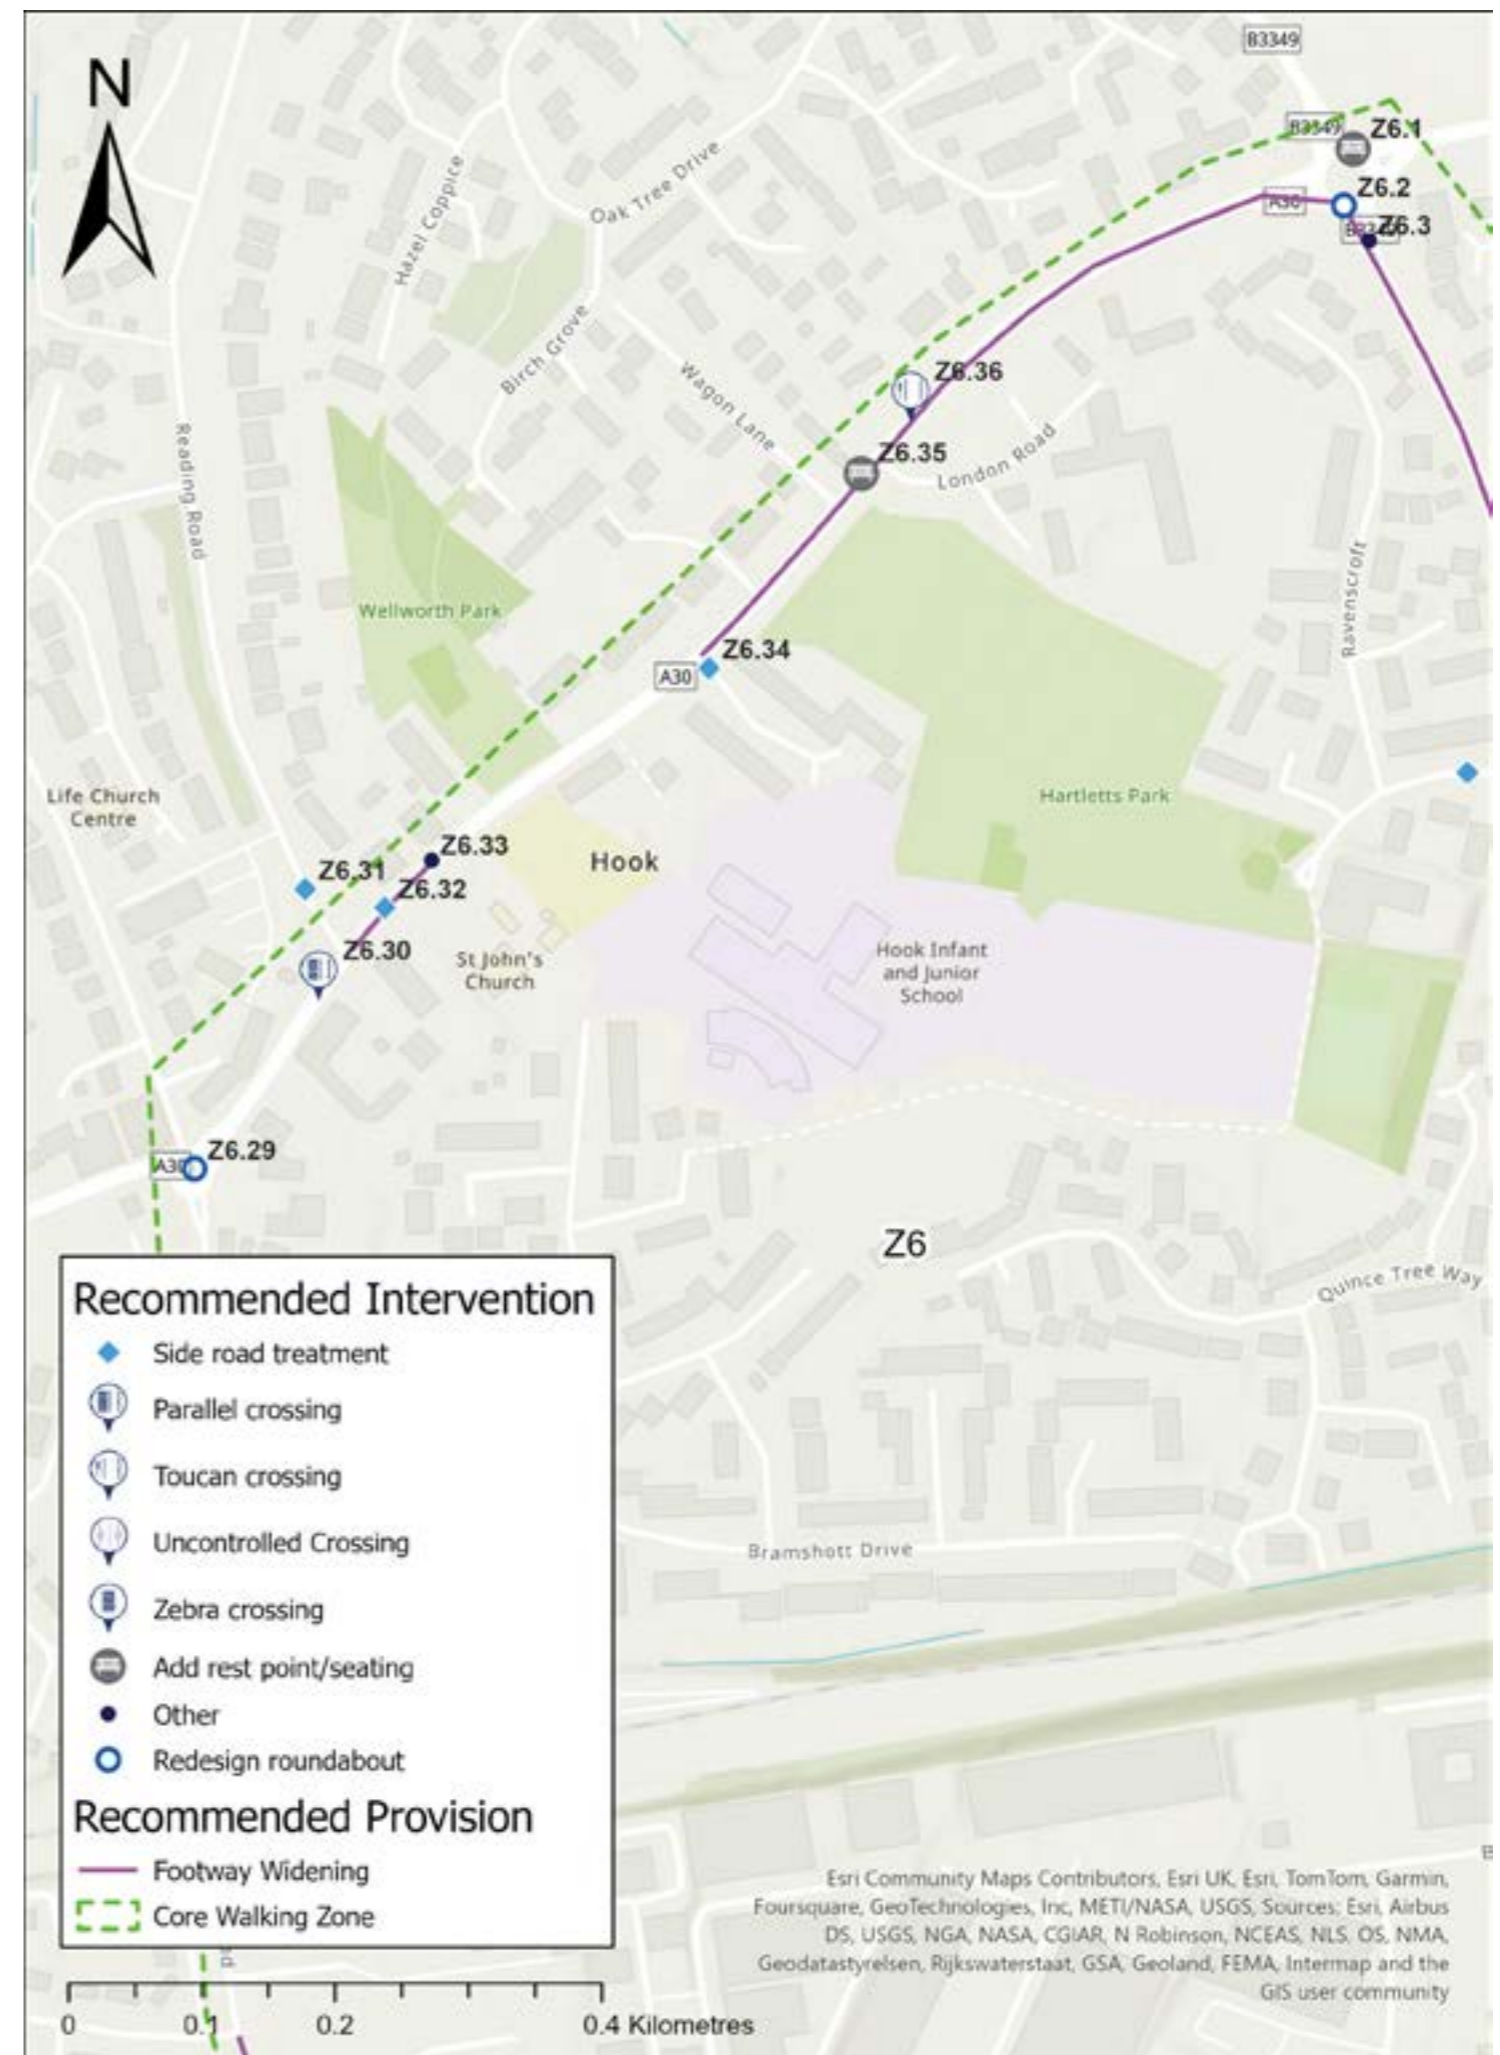 N
B3349
B3349
Z6.1
Z6.2
A30
Z6.3
Oak Tree Drive
Hazel Coppice
Birch Grove
Wagon Lane
Z6.36
Z6.35
London Road
Reading Road
Ravenscroft
Wellworth Park
Z6.34
A30
Life Church
Centre
Hartletts Park
Z6.33
Hook
Z6.31
Z6.32
Z6.30
St John's
Church
Hook Infant
and Junior
School
Z6.29
A30
Z6
Quince Tree Way
Bramshott Drive
Recommended Intervention
Side road treatment
Parallel crossing
Toucan crossing
Uncontrolled Crossing
Zebra crossing
Add rest point/seating
Other
Redesign roundabout
Recommended Provision
Footway Widening
Core Walking Zone
Esri Community Maps Contributors, Esri UK, Esri, TomTom, Garmin,
Foursquare, GeoTechnologies, Inc, METI/NASA, USGS, Sources: Esri, Airbus
DS, USGS, NGA, NASA, CGIAR, N Robinson, NCEAS, NLS, OS, NMA,
Geodatastyrelsen, Rijkswaterstaat, GSA, Geoland, FEMA, Intermap and the
GIS user community
0 0.1 0.2 0.4 Kilometres